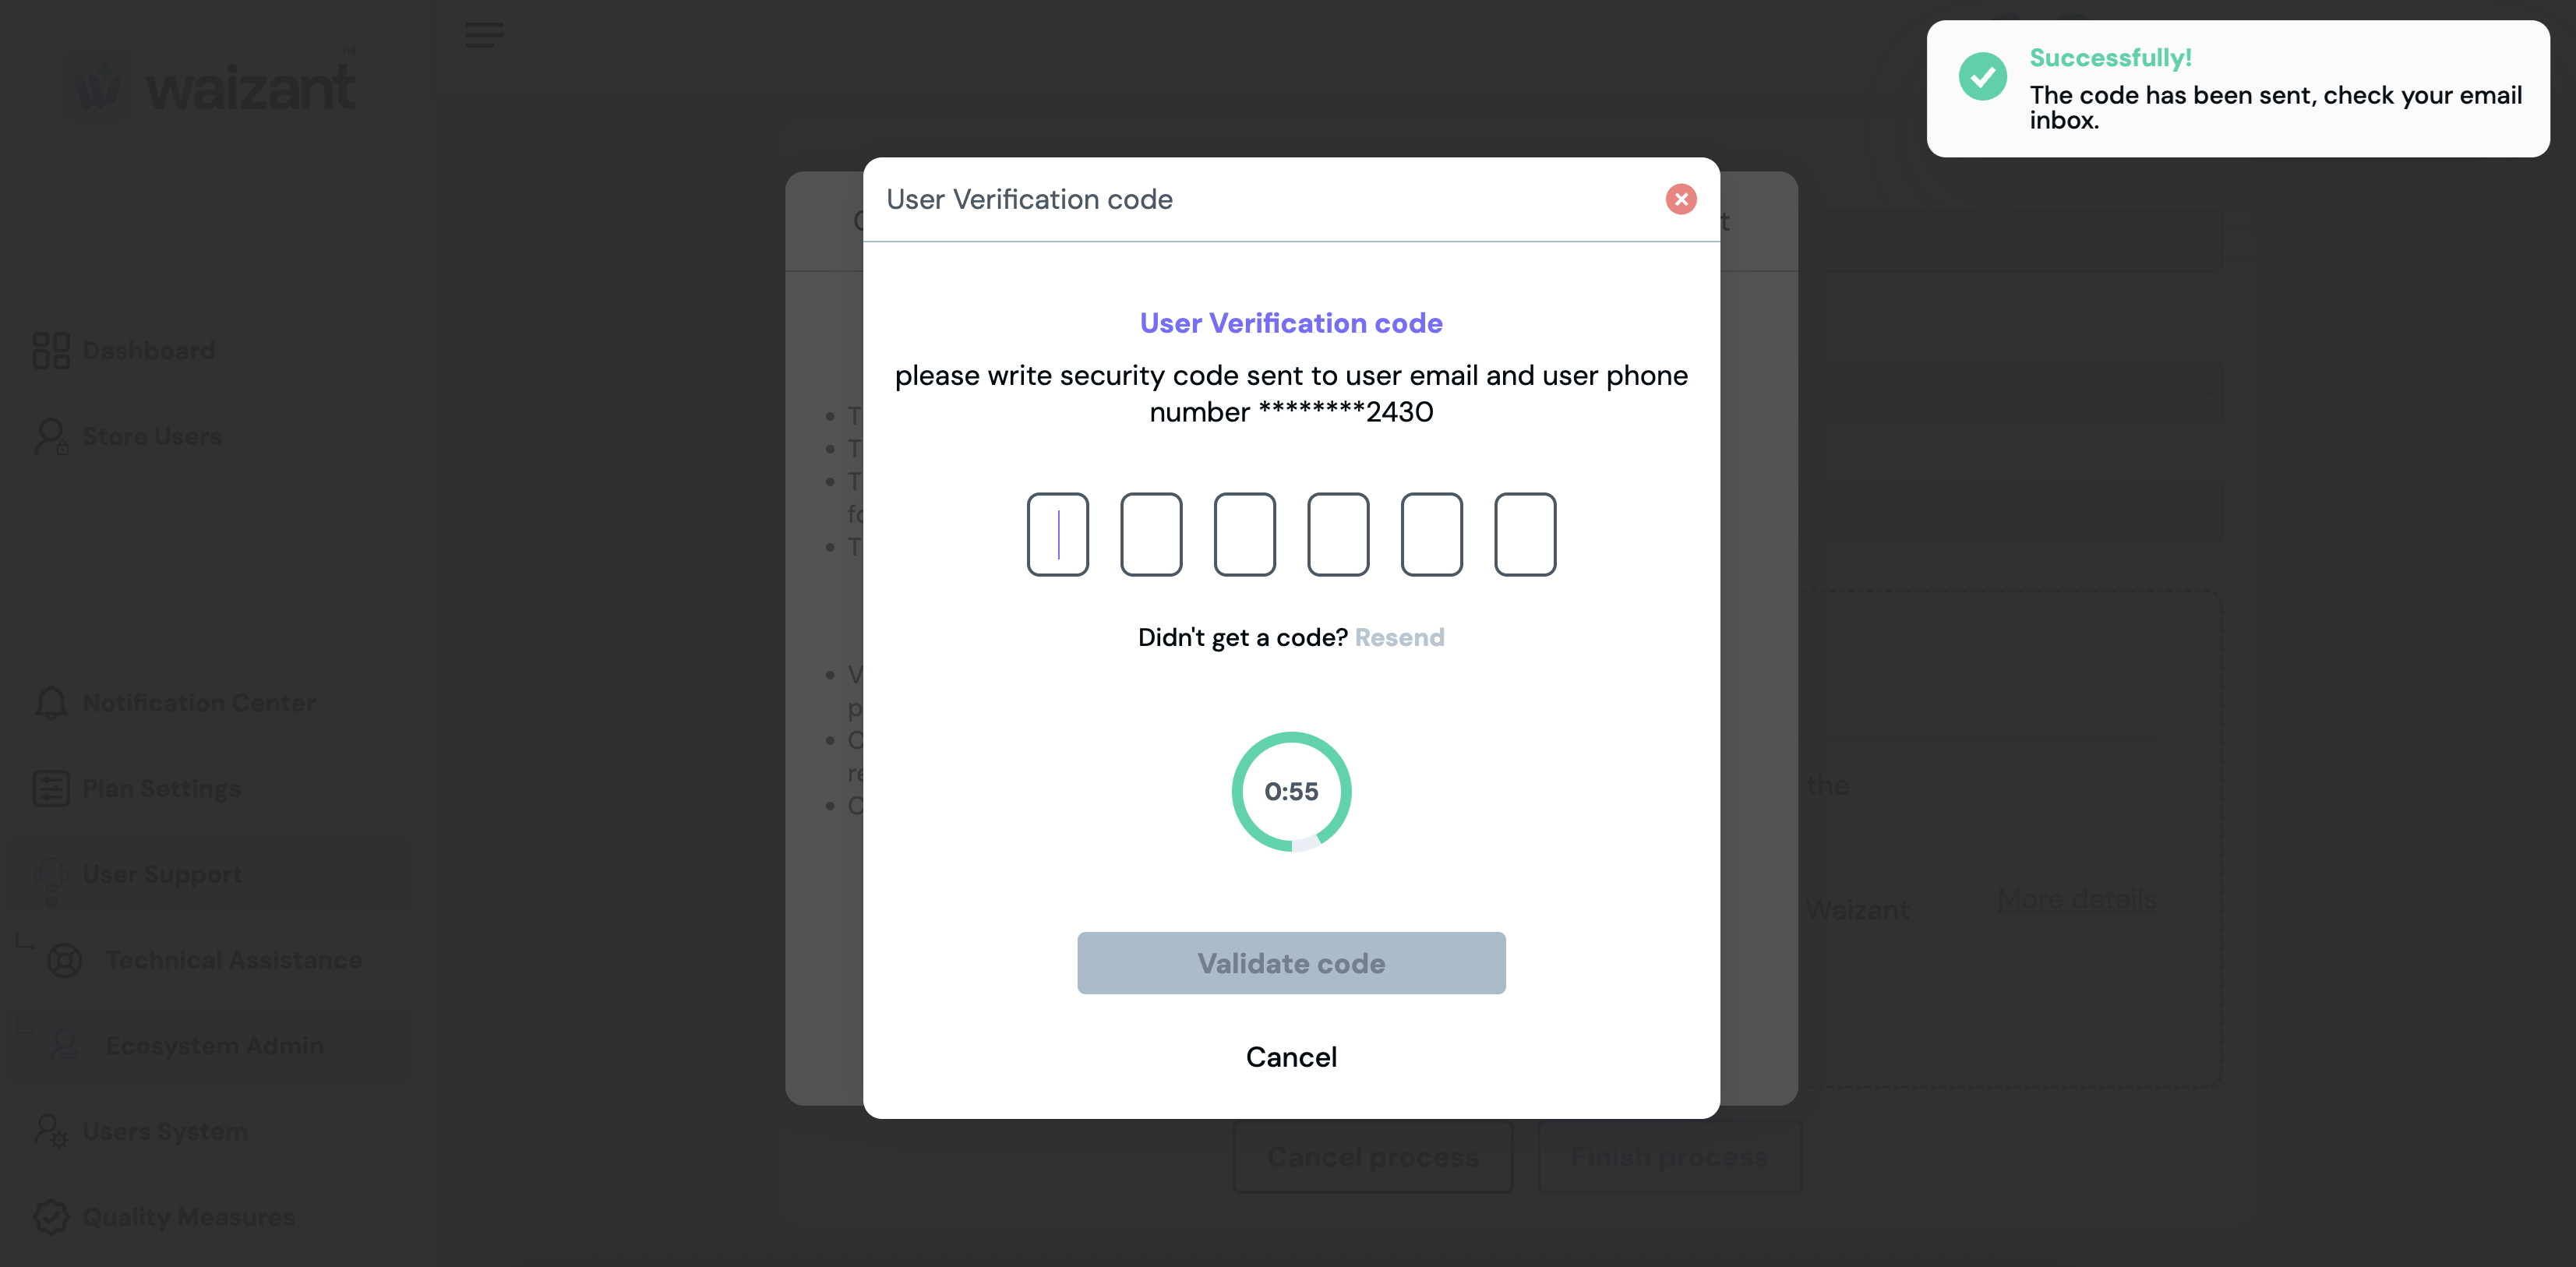 waizant
™
Successfully!
The code has been sent, check your email
inbox.
User Verification code
Dashboard
Store Users
Notification Center
Plan Settings
User Support
Technical Assistance
Ecosystem Admin
Users System
Quality Measures
User Verification code
please write security code sent to user email and user phone
number ********2430
Didn't get a code? Resend
0:55
Validate code
Cancel
the
Waizant
More details
Cancel process
Finish process